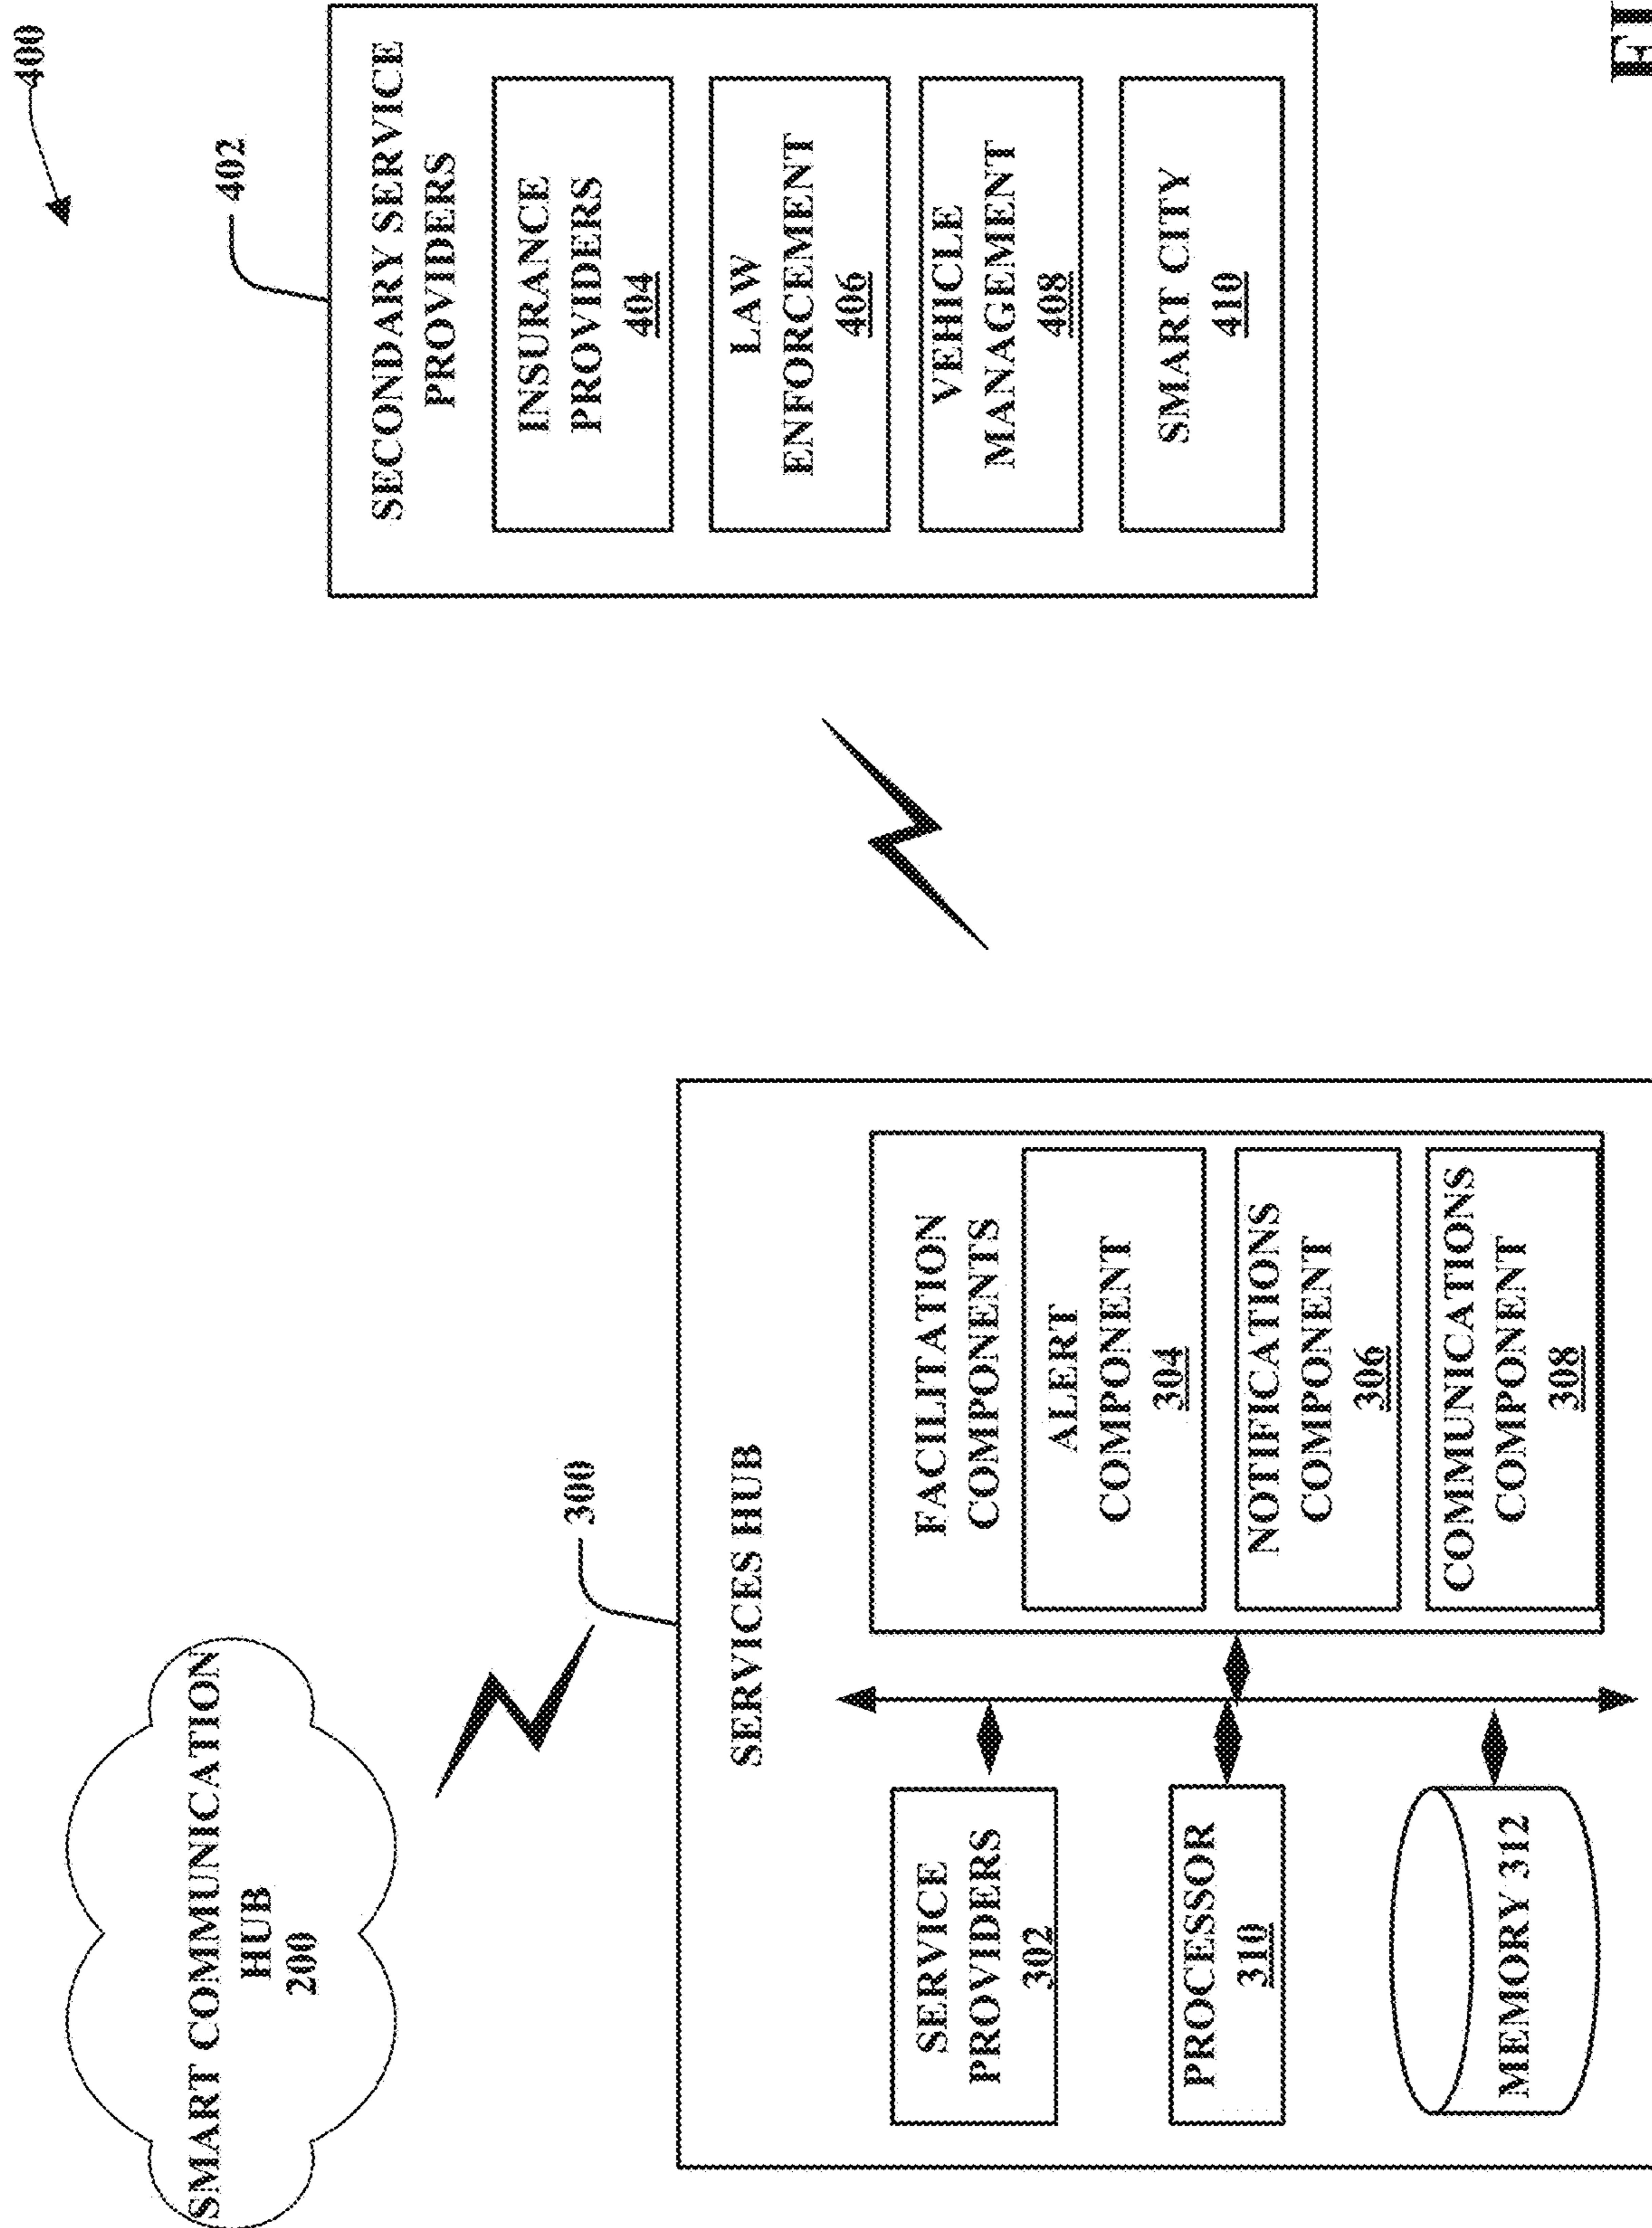 400
402
SECONDARY SERVICE
PROVIDERS
INSURANCE
PROVIDERS
404
LAW
ENFORCEMENT
406
VEHICLE
MANAGEMENT
408
SMART CITY
410
SMART COMMUNICATION
HUB
200
300
SERVICES HUB
SERVICE
PROVIDERS
302
PROCESSOR
310
MEMORY 312
FACILITATION
COMPONENTS
ALERT
COMPONENT
304
NOTIFICATIONS
COMPONENT
306
COMMUNICATIONS
COMPONENT
308